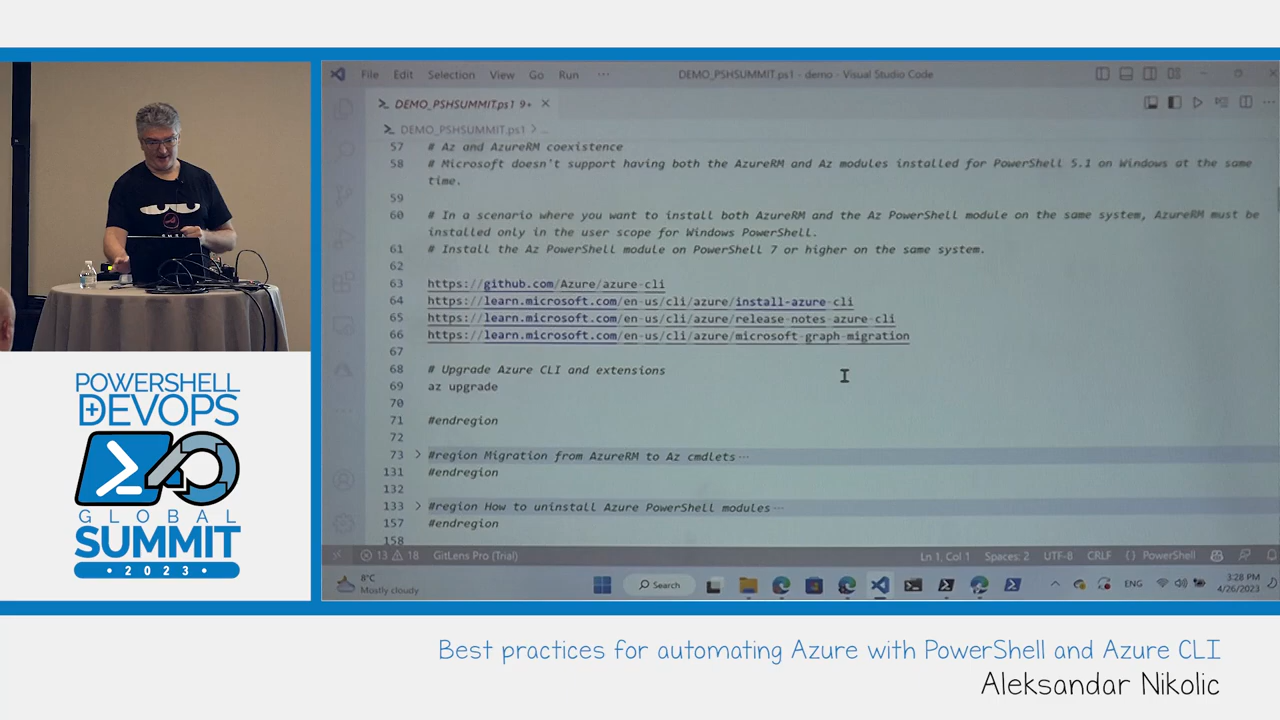 File Edit Selection View Go Run ··· DEMO_PSHSUMMIT.ps1 - demo - Visual Studio Code
DEMO_PSHSUMMIT.ps1 9+
DEMO_PSHSUMMIT.ps1 > ...
57 # Az and AzureRM coexistence
58 # Microsoft doesn't support having both the AzureRM and Az modules installed for PowerShell 5.1 on Windows at the same
time.
59
60 # In a scenario where you want to install both AzureRM and the Az PowerShell module on the same system, AzureRM must be
installed only in the user scope for Windows PowerShell.
61 # Install the Az PowerShell module on PowerShell 7 or higher on the same system.
62
63 https://github.com/Azure/azure-cli
64 https://learn.microsoft.com/en-us/cli/azure/install-azure-cli
65 https://learn.microsoft.com/en-us/cli/azure/release-notes-azure-cli
66 https://learn.microsoft.com/en-us/cli/azure/microsoft-graph-migration
67
68 # Upgrade Azure CLI and extensions
69 az upgrade
70
71 #endregion
72
73 > #region Migration from AzureRM to Az cmdlets ···
131 #endregion
132
133 > #region How to uninstall Azure PowerShell modules ···
157 #endregion
158
13 18 GitLens Pro (Trial) Ln 1, Col 1 Spaces: 2 UTF-8 CRLF {} PowerShell
8°C
Mostly cloudy
Search
ENG
3:28 PM
4/26/2023
POWERSHELL
+ DEVOPS
GLOBAL
SUMMIT
· 2023 ·
Best practices for automating Azure with PowerShell and Azure CLI
Aleksandar Nikolic